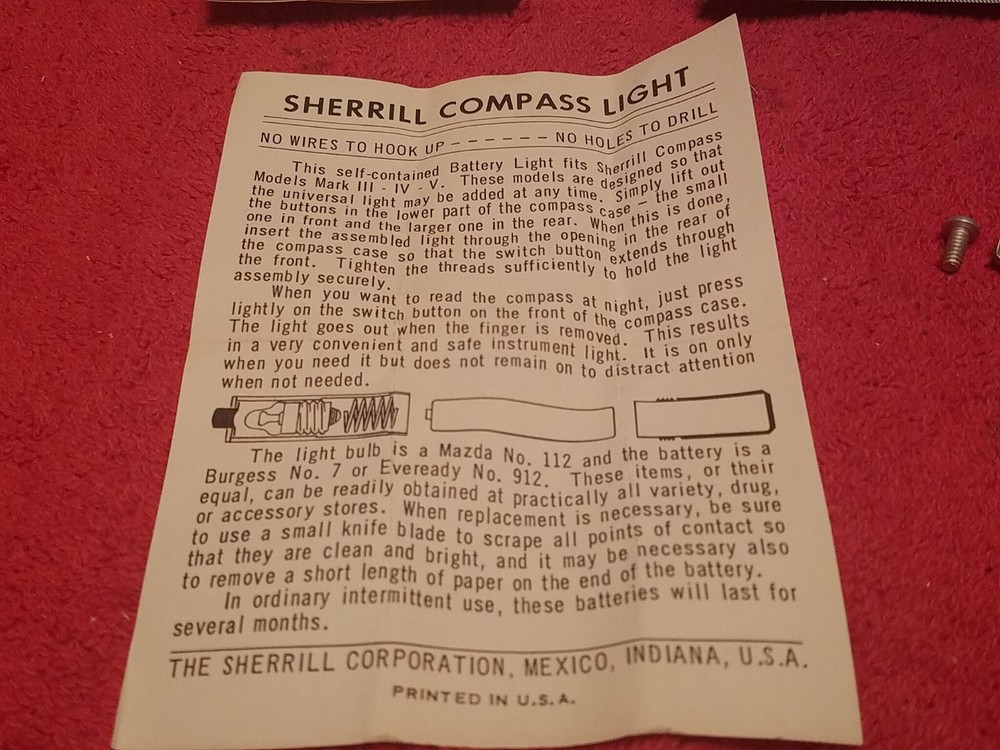 SHERRILL COMPASS LIGHT
NO WIRES TO HOOK UP - - - - - - NO HOLES TO DRILL
This self-contained Battery Light fits Sherrill Compass
Models Mark III - IV - V. These models are designed so that
the universal light may be added at any time. Simply lift out
the buttons in the lower part of the compass case - the small
one in front and the larger one in the rear. When this is done,
insert the assembled light through the opening in the rear of
the compass case so that the switch button extends through
the front. Tighten the threads sufficiently to hold the light
assembly securely.
When you want to read the compass at night, just press
lightly on the switch button on the front of the compass case.
The light goes out when the finger is removed. This results
in a very convenient and safe instrument light. It is on only
when you need it but does not remain on to distract attention
when not needed.
The light bulb is a Mazda No. 112 and the battery is a
Burgess No. 7 or Eveready No. 912. These items, or their
equal, can be readily obtained at practically all variety, drug,
or accessory stores. When replacement is necessary, be sure
to use a small knife blade to scrape all points of contact so
that they are clean and bright, and it may be necessary also
to remove a short length of paper on the end of the battery.
In ordinary intermittent use, these batteries will last for
several months.
THE SHERRILL CORPORATION, MEXICO, INDIANA, U.S.A.
PRINTED IN U.S.A.